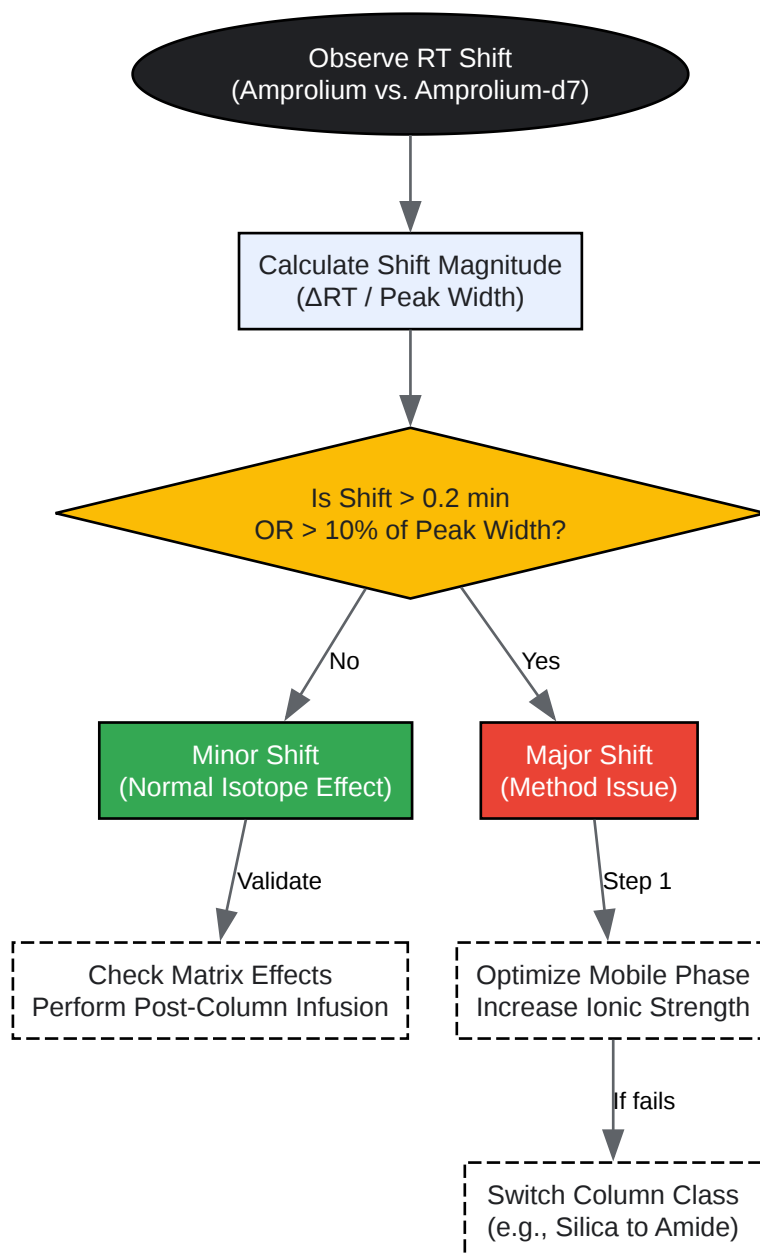 Observe RT Shift
(Amprolium vs. Amprolium-d7)
Calculate Shift Magnitude
(ΔRT / Peak Width)
Is Shift > 0.2 min
OR > 10% of Peak Width?
No
Yes
Minor Shift
(Normal Isotope Effect)
Major Shift
(Method Issue)
Validate
Step 1
Check Matrix Effects
Perform Post-Column Infusion
Optimize Mobile Phase
Increase Ionic Strength
If fails
Switch Column Class
(e.g., Silica to Amide)